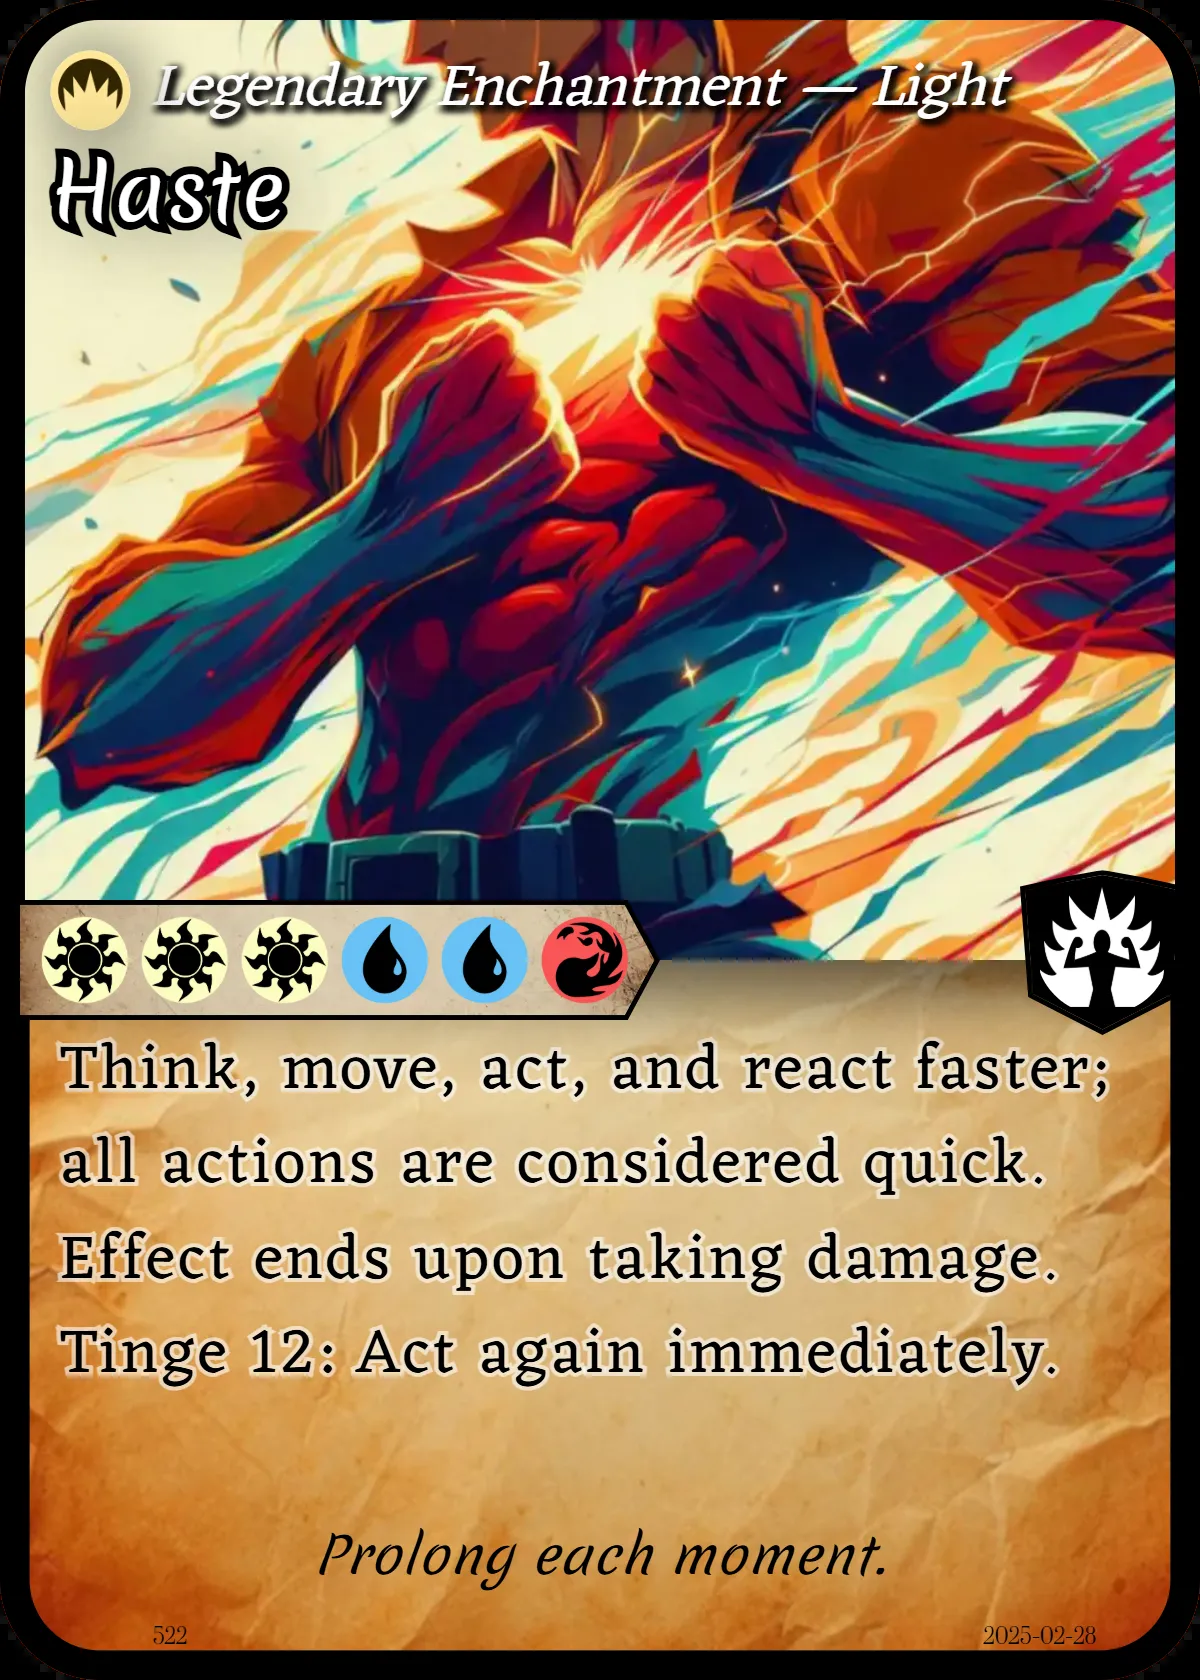 Legendary Enchantment — Light
Haste
Think, move, act, and react faster;
all actions are considered quick.
Effect ends upon taking damage.
Tinge 12: Act again immediately.
Prolong each moment.
522
2025-02-28